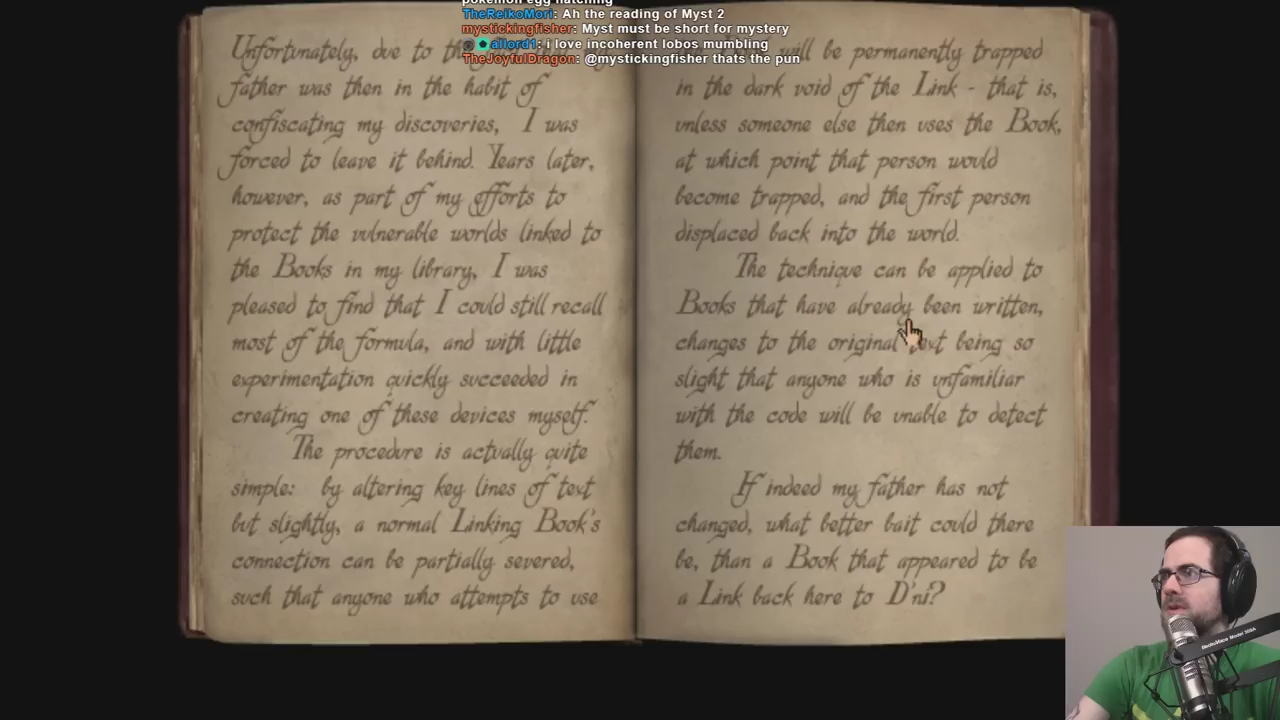 pokemon egg hatching
TheReikoMori: Ah the reading of Myst 2
mystickingfisher: Myst must be short for mystery
allord1: i love incoherent lobos mumbling
TheJoyfulDragon: @mystickingfisher thats the pun
Unfortunately, due to
father was then in the habit of
confiscating my discoveries, I was
forced to leave it behind. Years later,
however, as part of my efforts to
protect the vulnerable worlds linked to
the Books in my library, I was
pleased to find that I could still recall
most of the formula, and with little
experimentation quickly succeeded in
creating one of these devices myself.
The procedure is actually quite
simple: by altering key lines of text
but slightly, a normal Linking Book's
connection can be partially severed,
such that anyone who attempts to use
will be permanently trapped
in the dark void of the Link - that is,
unless someone else then uses the Book,
at which point that person would
become trapped, and the first person
displaced back into the world.
The technique can be applied to
Books that have already been written,
changes to the original text being so
slight that anyone who is unfamiliar
with the code will be unable to detect
them.
If indeed my father has not
changed, what better bait could there
be, than a Book that appeared to be
a Link back here to D'ni?